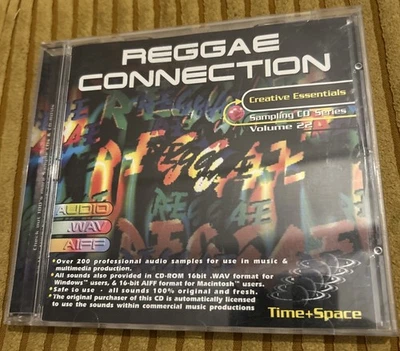 REGGAE
CONNECTION
Creative Essentials
Sampling CD Series
Volume 22
REGGAE
AUDIO
.WAV
AIFF
• Over 200 professional audio samples for use in music &
multimedia production.
• All sounds also provided in CD-ROM 16bit .WAV format for
Windows™ users, & 16-bit AIFF format for Macintosh™ users.
• Safe to use - all sounds 100% original and fresh.
• The original purchaser of this CD is automatically licensed
to use the sounds within commercial music productions
Time+Space